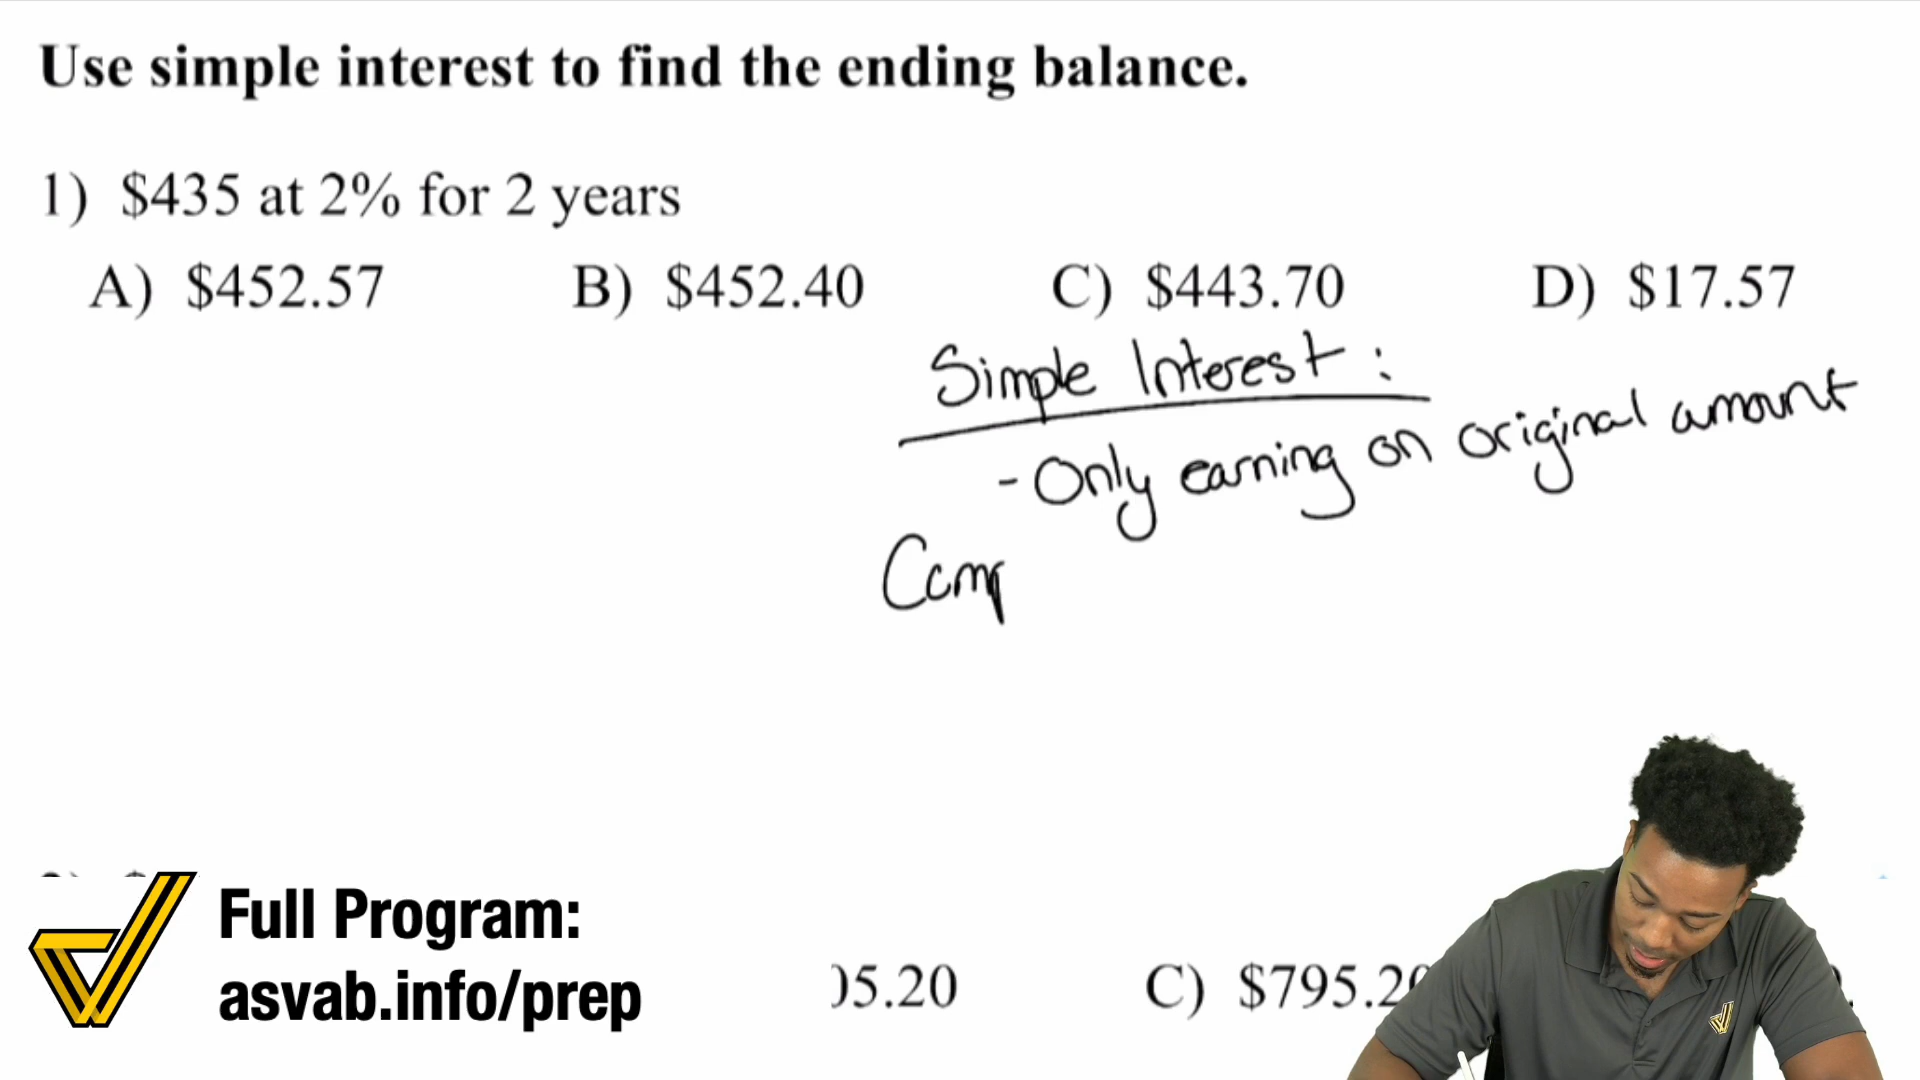 Use simple interest to find the ending balance.
1) $435 at 2% for 2 years
A) $452.57 B) $452.40 C) $443.70 D) $17.57
Simple Interest:
- Only earning on original amount
Comp
Full Program:
asvab.info/prep
5.20 C) $795.2